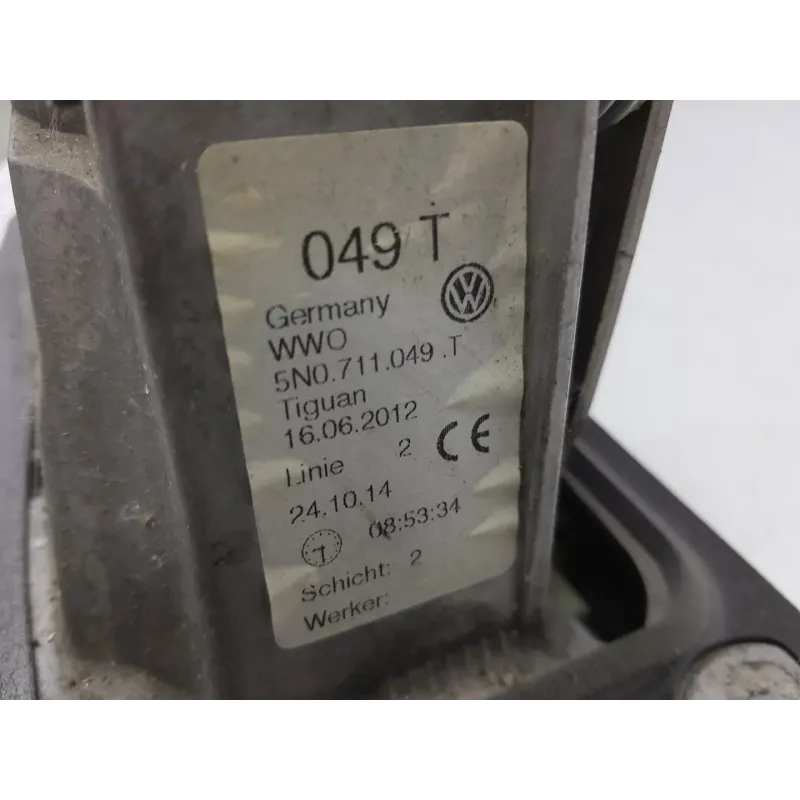 049 T
Germany
WWO
5N0.711.049 .T
Tiguan
16.06.2012
Linie 2 CE
24.10.14
08:53:34
Schicht: 2
Werker: